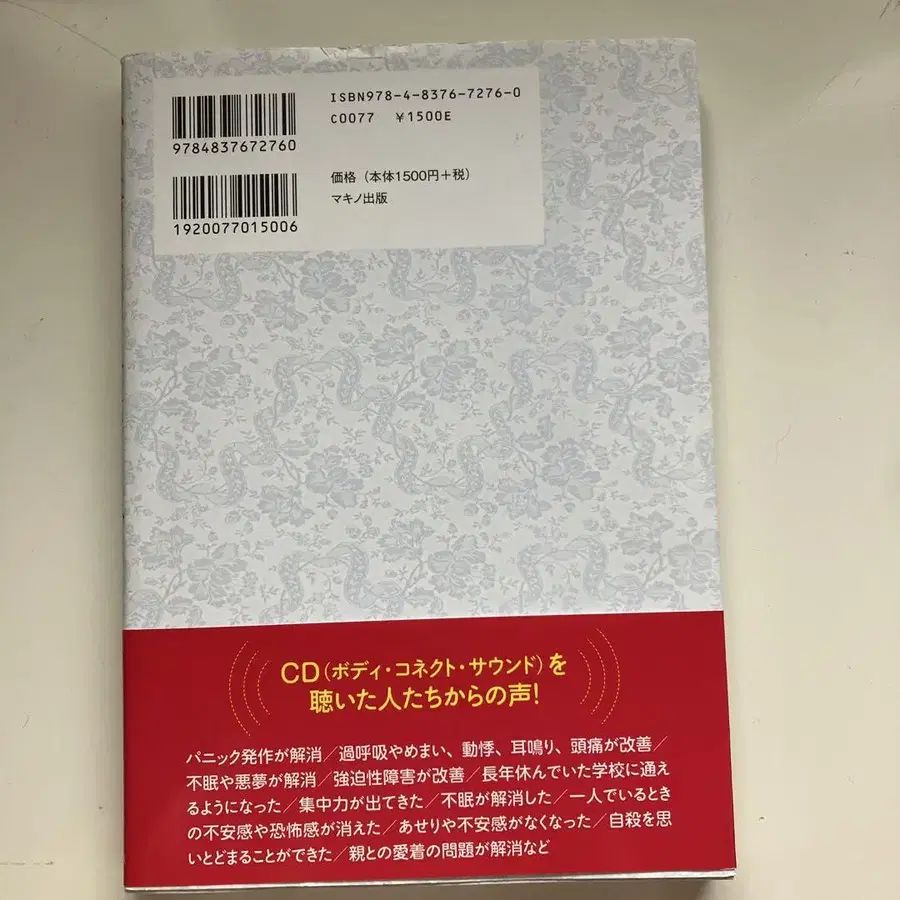 ISBN978-4-8376-7276-0
C0077 ¥1500E
9784837672760
価格（本体1500円＋税）
マキノ出版
1920077015006
CD（ボディ・コネクト・サウンド）を
聴いた人たちからの声！
パニック発作が解消／過呼吸やめまい、動悸、耳鳴り、頭痛が改善／
不眠や悪夢が解消／強迫性障害が改善／長年休んでいた学校に通え
るようになった／集中力が出てきた／不眠が解消した／一人でいるとき
の不安感や恐怖感が消えた／あせりや不安感がなくなった／自殺を思
いとどまることができた／親との愛着の問題が解消など